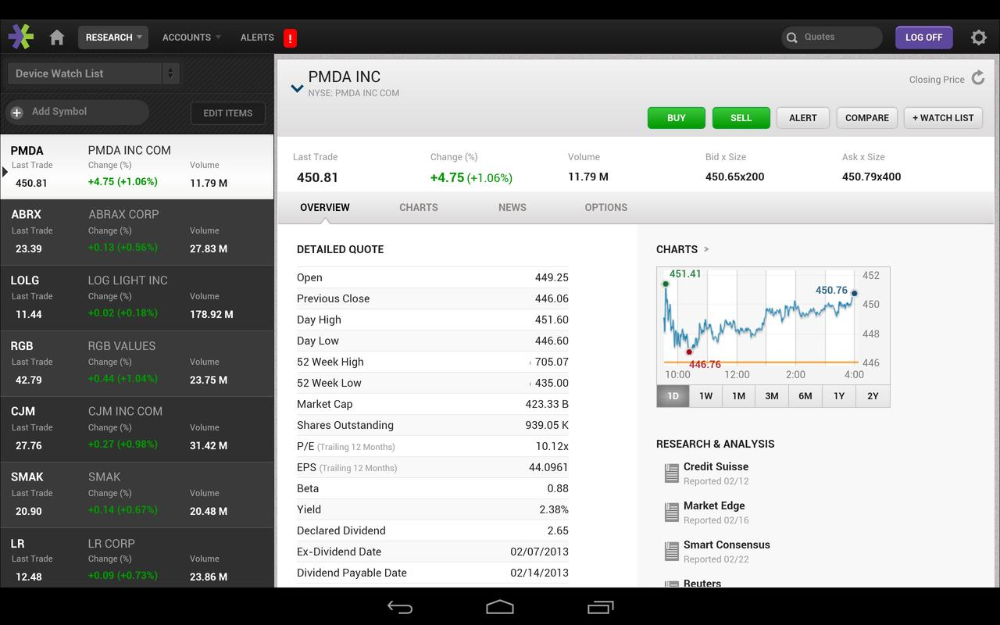 RESEARCH ACCOUNTS ALERTS ! Quotes LOG OFF
Device Watch List
Add Symbol EDIT ITEMS
PMDA PMDA INC COM
Last Trade Change (%) Volume
450.81 +4.75 (+1.06%) 11.79 M
ABRX ABRAX CORP
Last Trade Change (%) Volume
23.39 +0.13 (+0.56%) 27.83 M
LOLG LOG LIGHT INC
Last Trade Change (%) Volume
11.44 +0.02 (+0.18%) 178.92 M
RGB RGB VALUES
Last Trade Change (%) Volume
42.79 +0.44 (+1.04%) 23.75 M
CJM CJM INC COM
Last Trade Change (%) Volume
27.76 +0.27 (+0.98%) 31.42 M
SMAK SMAK
Last Trade Change (%) Volume
20.90 +0.14 (+0.67%) 20.48 M
LR LR CORP
Last Trade Change (%) Volume
12.48 +0.09 (+0.73%) 23.86 M
PMDA INC
NYSE: PMDA INC COM
Closing Price
BUY SELL ALERT COMPARE + WATCH LIST
Last Trade Change (%) Volume Bid x Size Ask x Size
450.81 +4.75 (+1.06%) 11.79 M 450.65x200 450.79x400
OVERVIEW CHARTS NEWS OPTIONS
DETAILED QUOTE
Open 449.25
Previous Close 446.06
Day High 451.60
Day Low 446.60
52 Week High 705.07
52 Week Low 435.00
Market Cap 423.33 B
Shares Outstanding 939.05 K
P/E (Trailing 12 Months) 10.12x
EPS (Trailing 12 Months) 44.0961
Beta 0.88
Yield 2.38%
Declared Dividend 2.65
Ex-Dividend Date 02/07/2013
Dividend Payable Date 02/14/2013
CHARTS >
451.41 452
450.76 450
448
446.76 446
10:00 12:00 2:00 4:00
1D 1W 1M 3M 6M 1Y 2Y
RESEARCH & ANALYSIS
Credit Suisse
Reported 02/12
Market Edge
Reported 02/16
Smart Consensus
Reported 02/22
Reuters